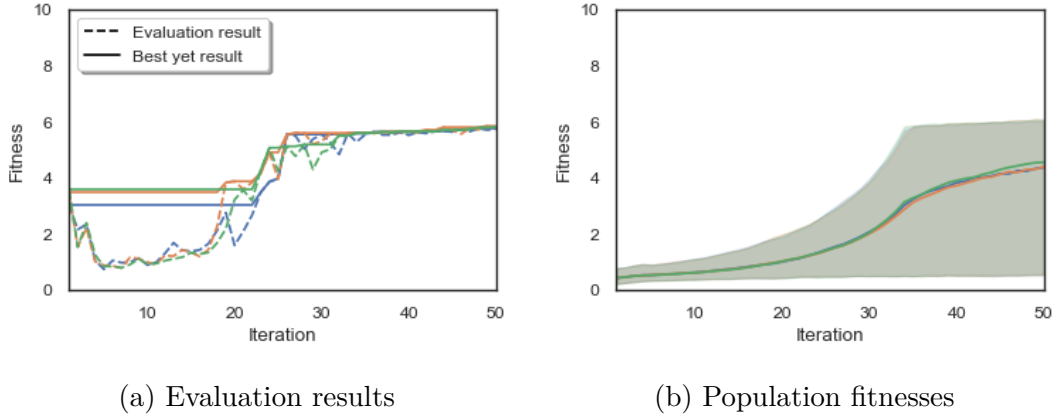 10
8
6
4
2
0
Fitness
Evaluation result
Best yet result
10 20 30 40 50
Iteration
(a) Evaluation results
10
8
6
4
2
0
Fitness
10 20 30 40 50
Iteration
(b) Population fitnesses